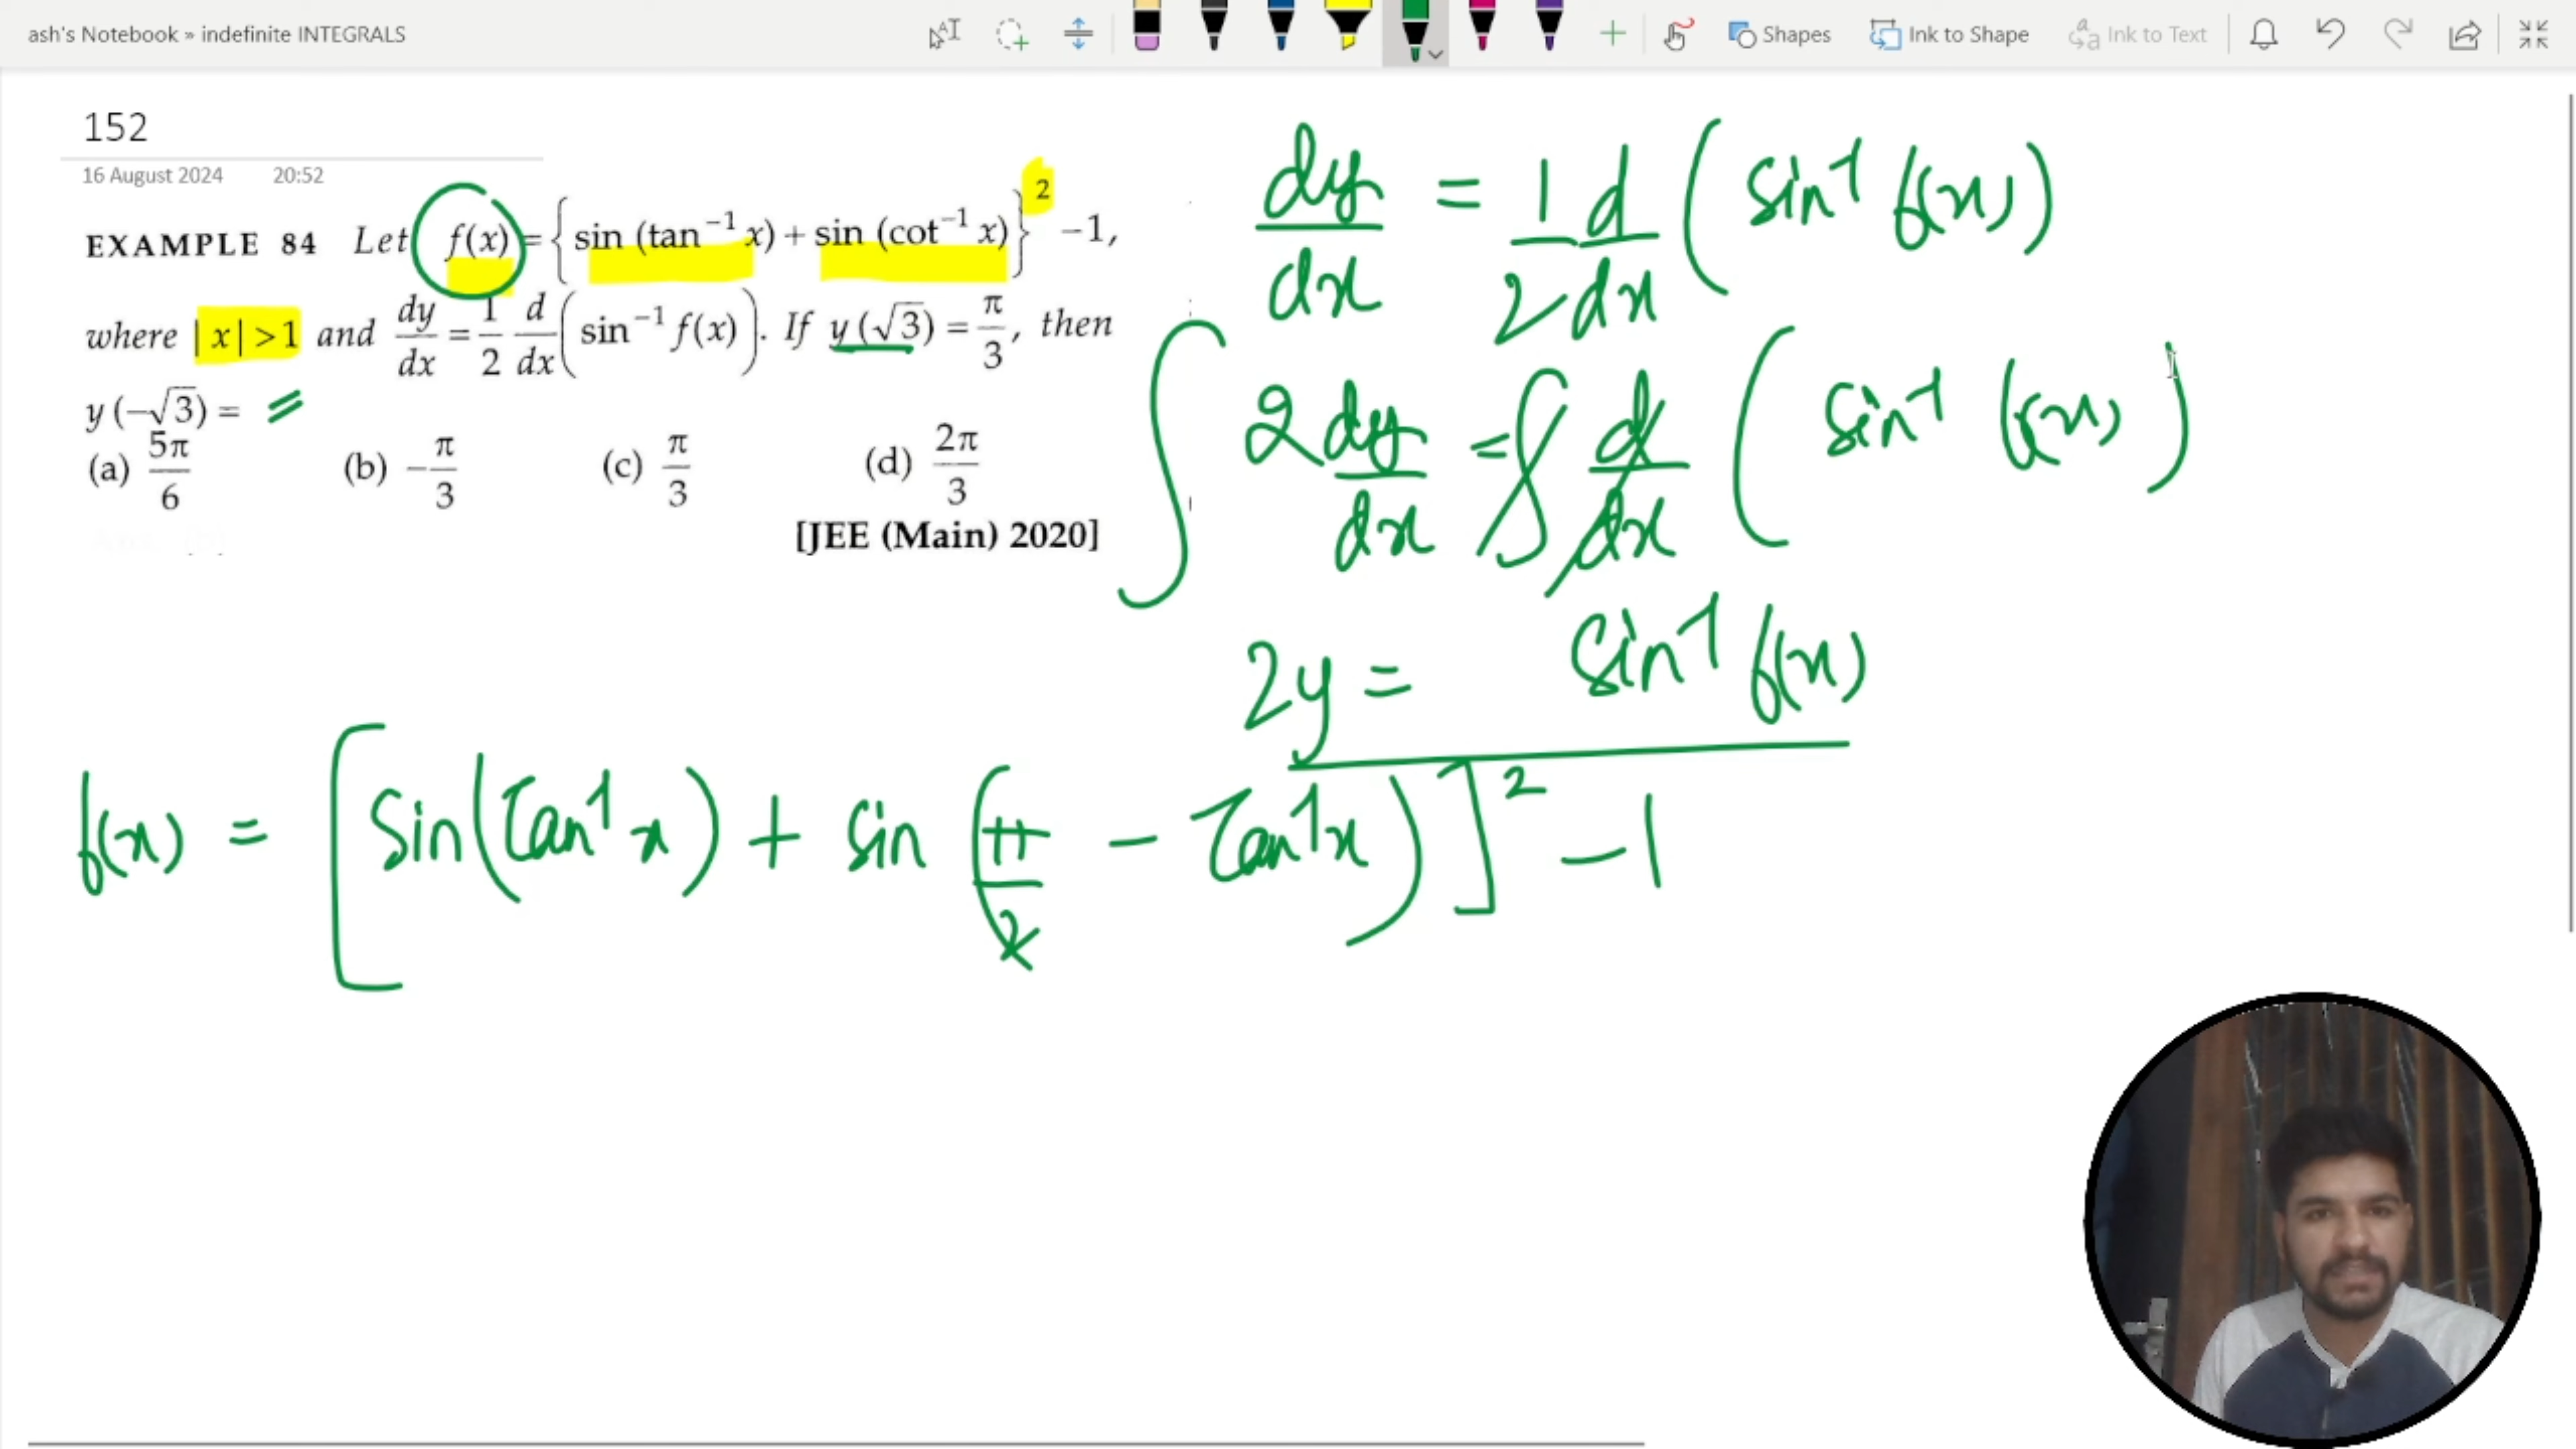 ash's Notebook » indefinite INTEGRALS
Shapes
Ink to Shape
Ink to Text
152
16 August 2024 20:52
EXAMPLE 84 Let f(x) = { sin (tan⁻¹ x) + sin (cot⁻¹ x) }² −1,
where |x| >1 and dy/dx = 1/2 d/dx ( sin⁻¹ f(x) ). If y (√3) = π/3, then
y (−√3) = =
(a) 5π/6 (b) −π/3 (c) π/3 (d) 2π/3
[JEE (Main) 2020]
dy/dx = 1/2 d/dx ( sin⁻¹ f(x) )
∫ 2 dy/dx = ∫ d/dx ( sin⁻¹ f(x) )
2y = sin⁻¹ f(x)
f(x) = [ sin(tan⁻¹ x) + sin (π/2 − tan⁻¹ x) ]² − 1